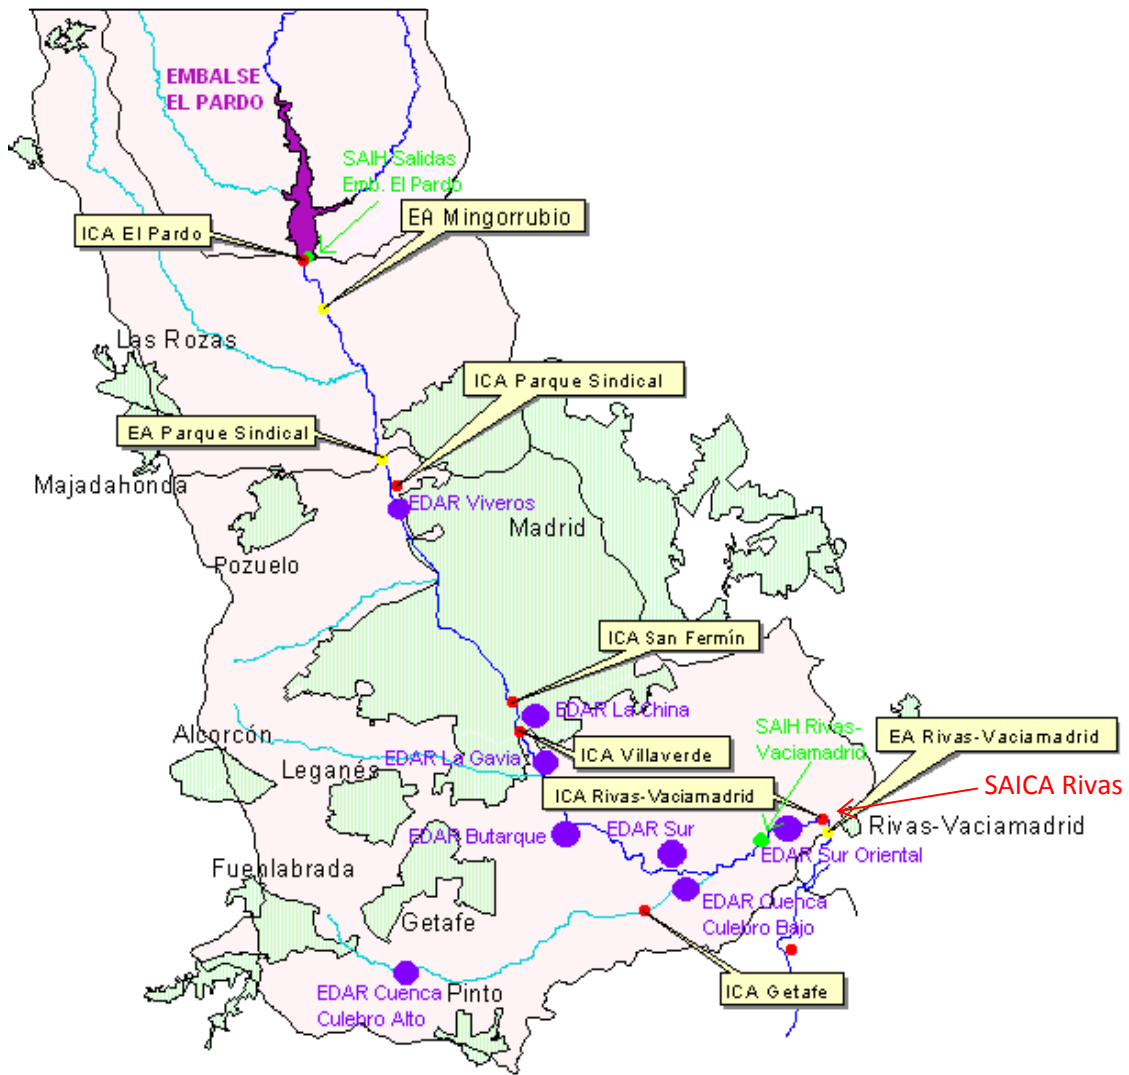 EMBALSE
EL PARDO
SAIH Salidas
Emb. El Pardo
EA Mingorrubio
ICA El Pardo
Las Rozas
ICA Parque Sindical
EA Parque Sindical
Majadahonda
EDAR Viveros
Madrid
Pozuelo
ICA San Fermín
EDAR La China
SAIH Rivas-
Vaciamadrid
EA Rivas-Vaciamadrid
Alcorcón
EDAR La Gavia
ICA Villaverde
Leganés
SAICA Rivas
ICA Rivas-Vaciamadrid
Rivas-Vaciamadrid
EDAR Butarque
EDAR Sur
EDAR Sur Oriental
Fuenlabrada
EDAR Cuenca
Culebro Bajo
Getafe
ICA Getafe
EDAR Cuenca
Culebro Alto
Pinto